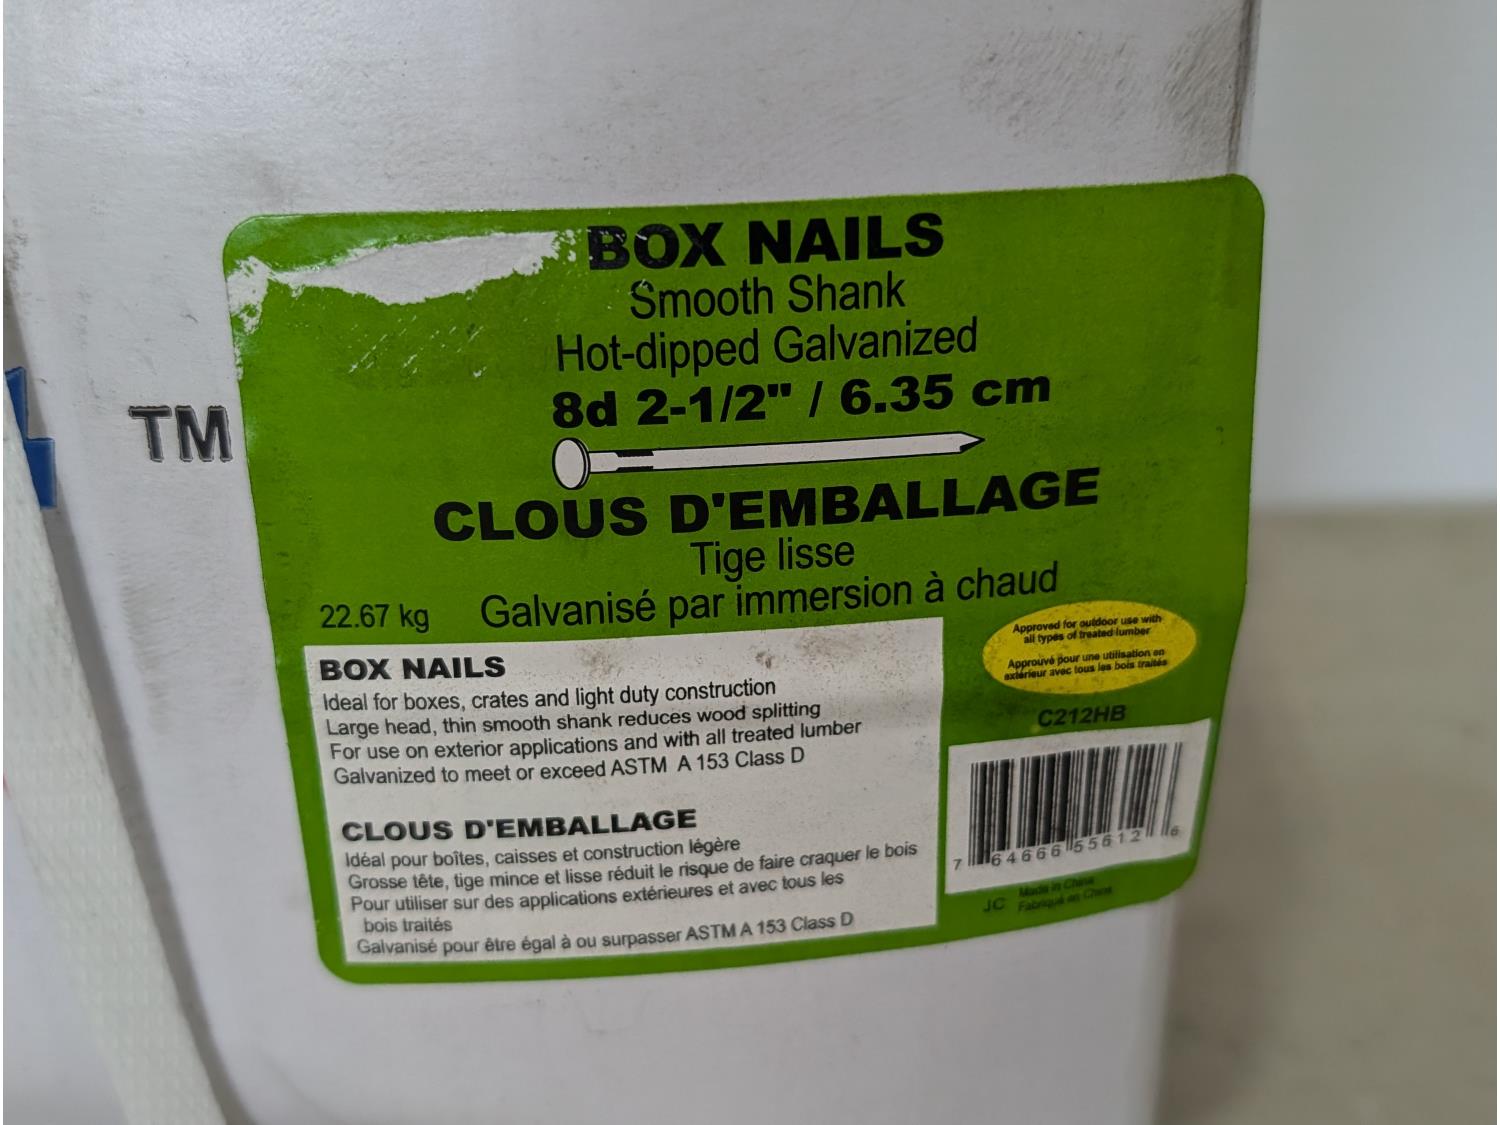 TM
BOX NAILS
Smooth Shank
Hot-dipped Galvanized
8d 2-1/2" / 6.35 cm
CLOUS D'EMBALLAGE
Tige lisse
Galvanisé par immersion à chaud
22.67 kg
BOX NAILS
Ideal for boxes, crates and light duty construction
Large head, thin smooth shank reduces wood splitting
For use on exterior applications and with all treated lumber
Galvanized to meet or exceed ASTM A 153 Class D
CLOUS D'EMBALLAGE
Idéal pour boîtes, caisses et construction légère
Grosse tête, tige mince et lisse réduit le risque de faire craquer le bois
Pour utiliser sur des applications extérieures et avec tous les
bois traités
Galvanisé pour être égal à ou surpasser ASTM A 153 Class D
Approved for outdoor use with
all types of treated lumber
Approuvé pour une utilisation en
extérieur avec tous les bois traités
C212HB
7 64666 55612 6
JC
Made in China
Fabriqué en Chine